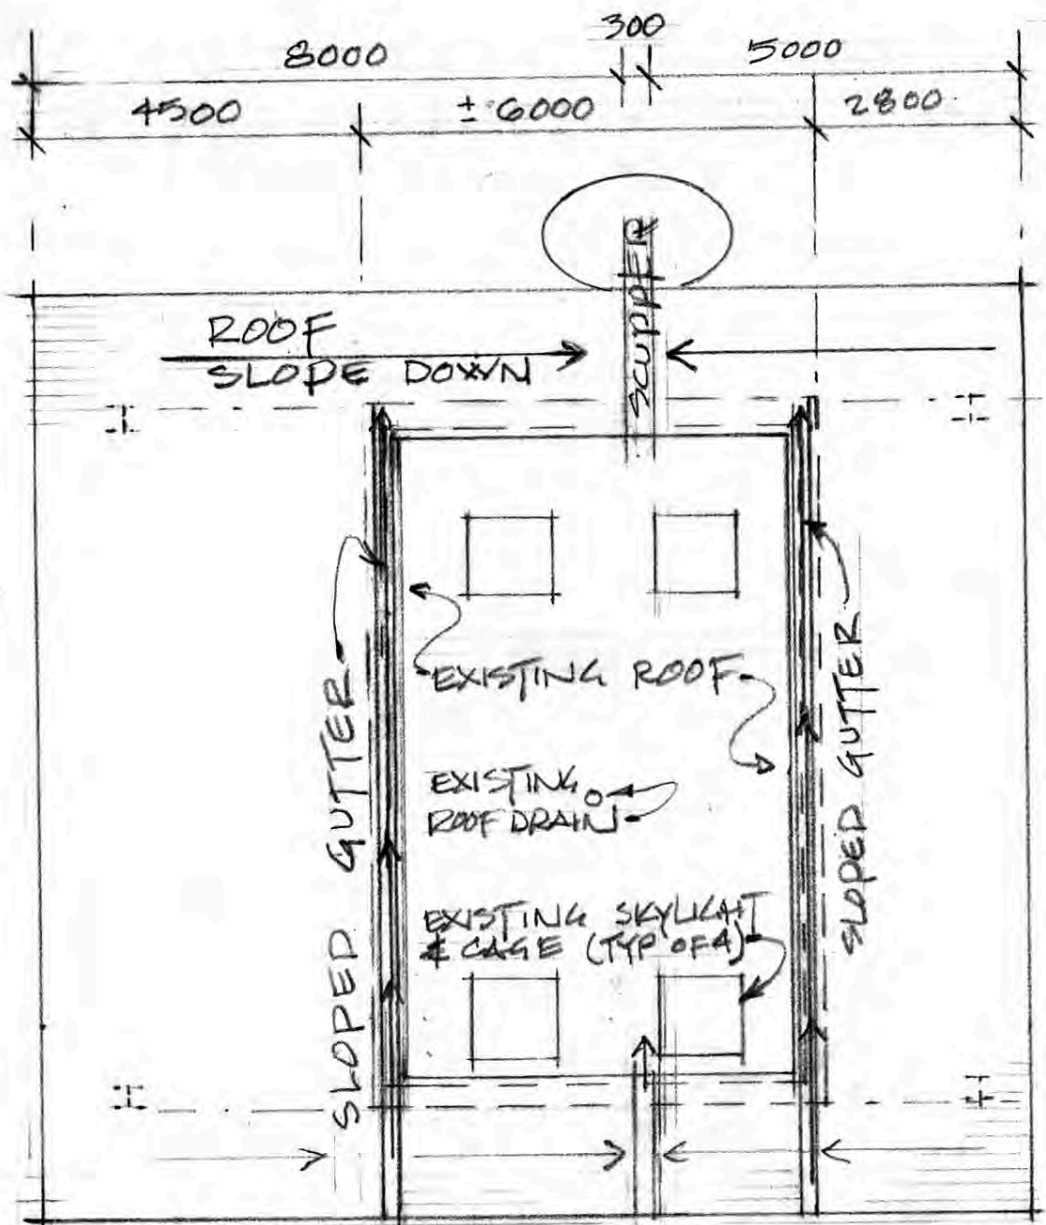 300
8000
5000
4500
± 6000
2800
SCUPPER
ROOF
SLOPE DOWN
SLOPED GUTTER
EXISTING ROOF
SLOPED GUTTER
EXISTING
ROOF DRAIN
EXISTING SKYLIGHT
& CAGE (TYP OF 4)